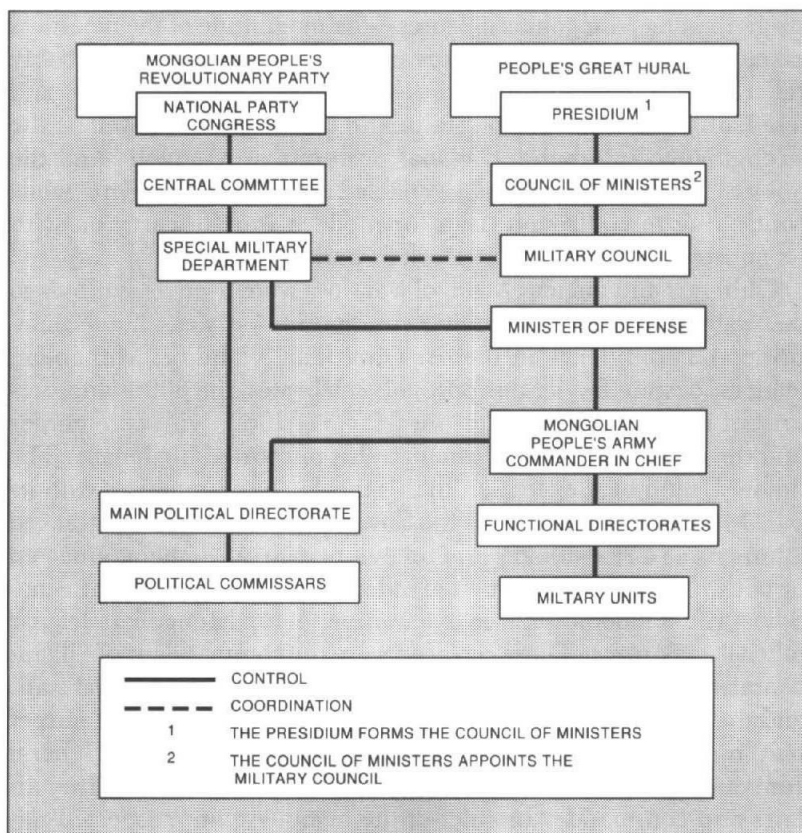 MONGOLIAN PEOPLE'S
REVOLUTIONARY PARTY
NATIONAL PARTY
CONGRESS
CENTRAL COMMTTTEE
SPECIAL MILITARY
DEPARTMENT
MAIN POLITICAL DIRECTORATE
POLITICAL COMMISSARS
PEOPLE'S GREAT HURAL
PRESIDIUM 1
COUNCIL OF MINISTERS 2
MILITARY COUNCIL
MINISTER OF DEFENSE
MONGOLIAN
PEOPLE'S ARMY
COMMANDER IN CHIEF
FUNCTIONAL DIRECTORATES
MILTARY UNITS
CONTROL
COORDINATION
1 THE PRESIDIUM FORMS THE COUNCIL OF MINISTERS
2 THE COUNCIL OF MINISTERS APPOINTS THE
MILITARY COUNCIL